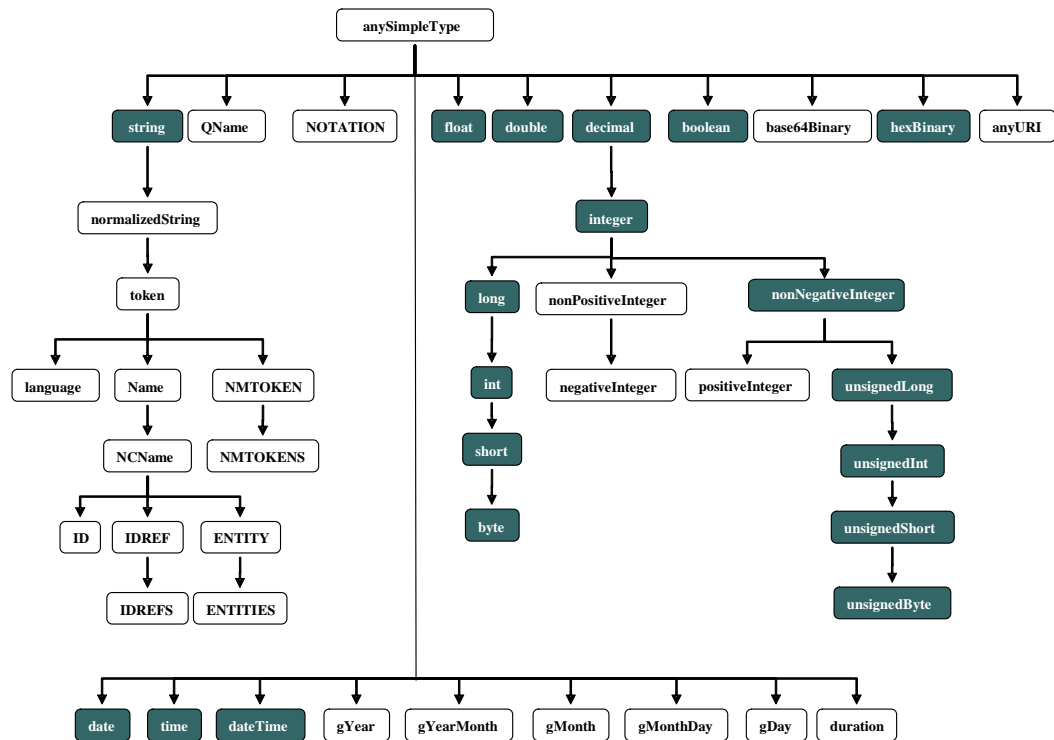 anySimpleType
string
QName
NOTATION
float
double
decimal
boolean
base64Binary
hexBinary
anyURI
normalizedString
integer
token
long
nonPositiveInteger
nonNegativeInteger
language
Name
NMTOKEN
int
negativeInteger
positiveInteger
unsignedLong
NCName
NMTOKENS
short
unsignedInt
ID
IDREF
ENTITY
byte
unsignedShort
IDREFS
ENTITIES
unsignedByte
date
time
dateTime
gYear
gYearMonth
gMonth
gMonthDay
gDay
duration